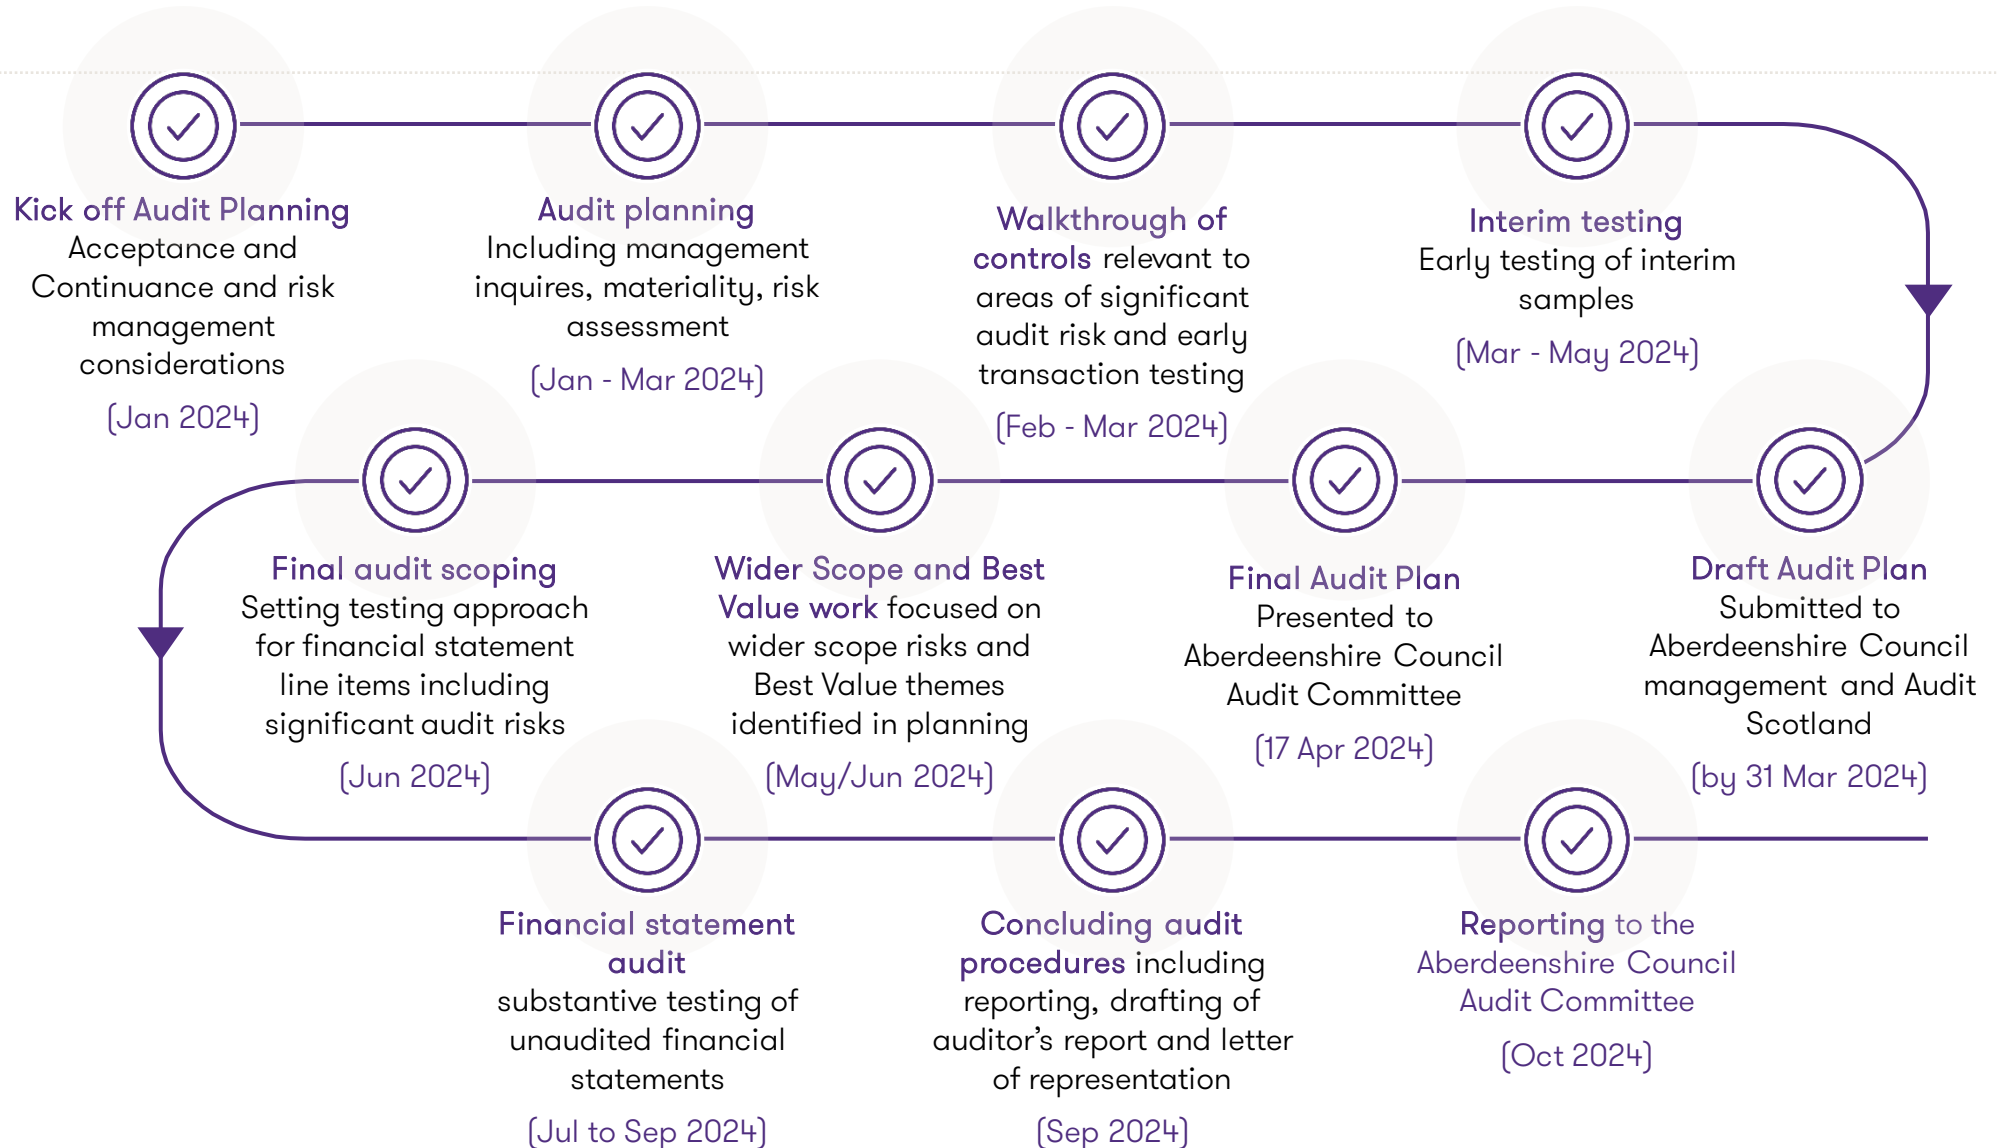 Kick off Audit Planning
Acceptance and
Continuance and risk
management
considerations
(Jan 2024)
Audit planning
Including management
inquires, materiality, risk
assessment
(Jan - Mar 2024)
Walkthrough of
controls relevant to
areas of significant
audit risk and early
transaction testing
(Feb - Mar 2024)
Interim testing
Early testing of interim
samples
(Mar - May 2024)
Draft Audit Plan
Submitted to
Aberdeenshire Council
management and Audit
Scotland
(by 31 Mar 2024)
Final Audit Plan
Presented to
Aberdeenshire Council
Audit Committee
(17 Apr 2024)
Wider Scope and Best
Value work focused on
wider scope risks and
Best Value themes
identified in planning
(May/Jun 2024)
Final audit scoping
Setting testing approach
for financial statement
line items including
significant audit risks
(Jun 2024)
Financial statement
audit
substantive testing of
unaudited financial
statements
(Jul to Sep 2024)
Concluding audit
procedures including
reporting, drafting of
auditor’s report and letter
of representation
(Sep 2024)
Reporting to the
Aberdeenshire Council
Audit Committee
(Oct 2024)